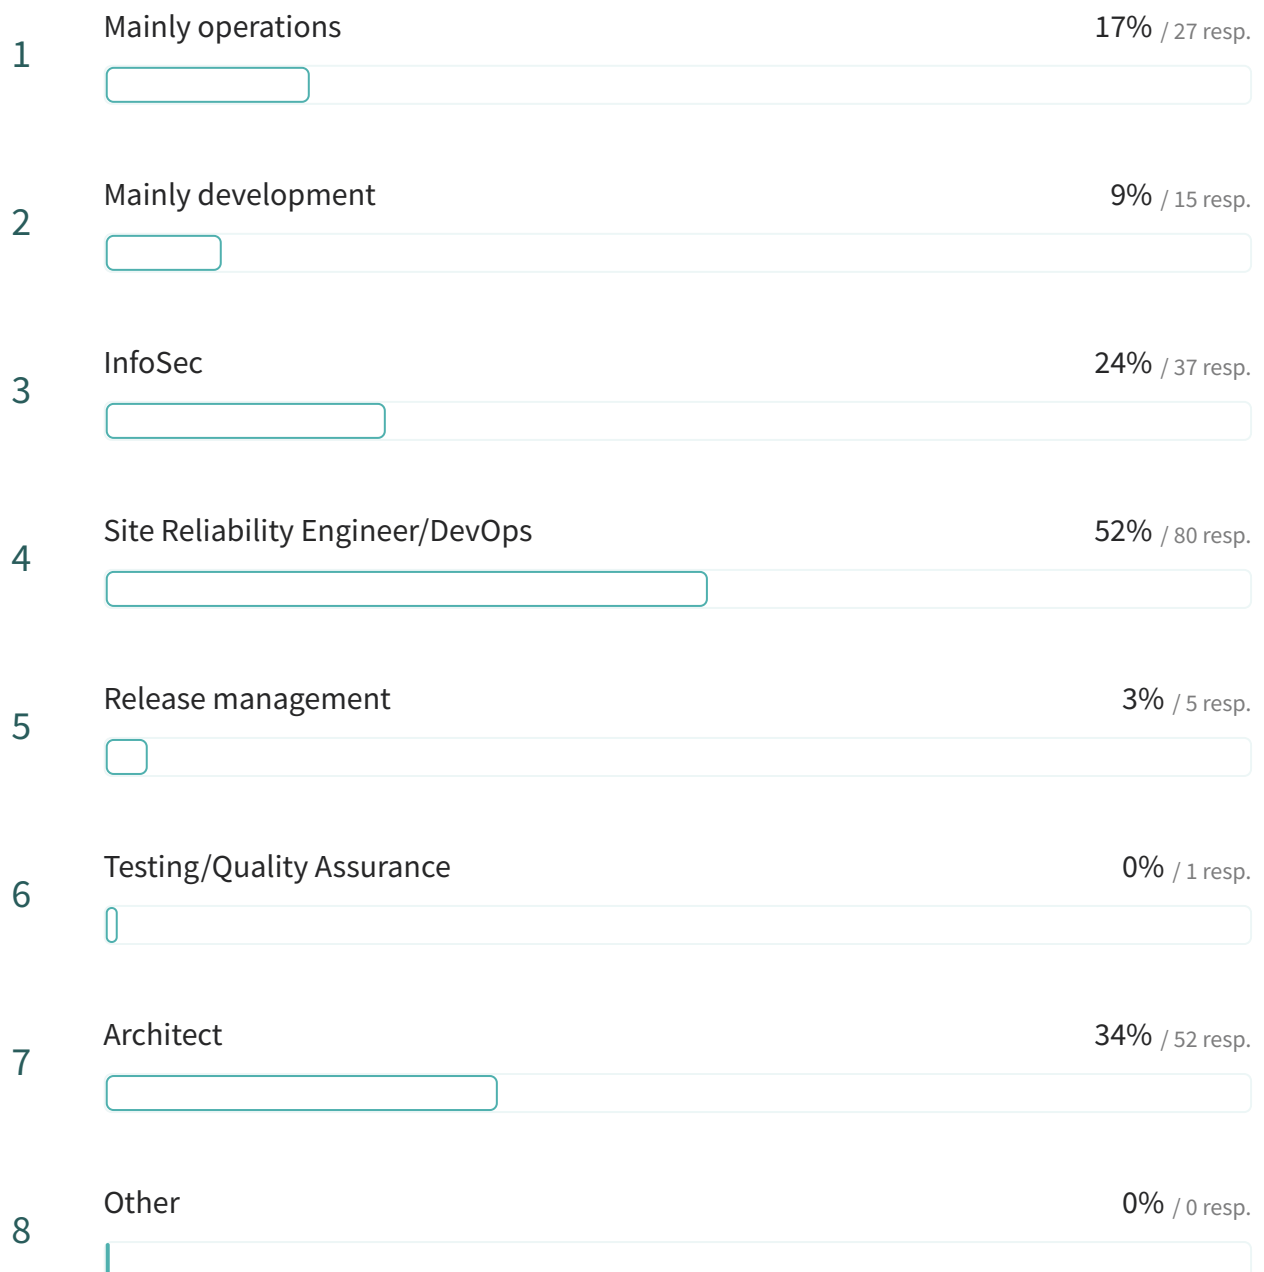 1
Mainly operations 17% / 27 resp.
2
Mainly development 9% / 15 resp.
3
InfoSec 24% / 37 resp.
4
Site Reliability Engineer/DevOps 52% / 80 resp.
5
Release management 3% / 5 resp.
6
Testing/Quality Assurance 0% / 1 resp.
7
Architect 34% / 52 resp.
8
Other 0% / 0 resp.